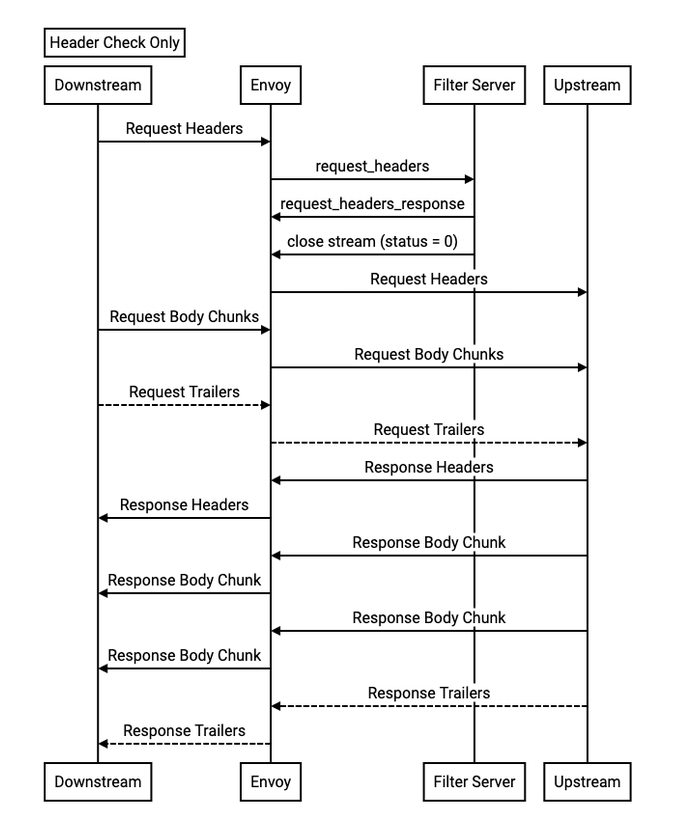 Header Check Only
Downstream
Envoy
Filter Server
Upstream
Request Headers
request_headers
request_headers_response
close stream (status = 0)
Request Headers
Request Body Chunks
Request Body Chunks
Request Trailers
Request Trailers
Response Headers
Response Headers
Response Body Chunk
Response Body Chunk
Response Body Chunk
Response Body Chunk
Response Trailers
Response Trailers
Downstream
Envoy
Filter Server
Upstream